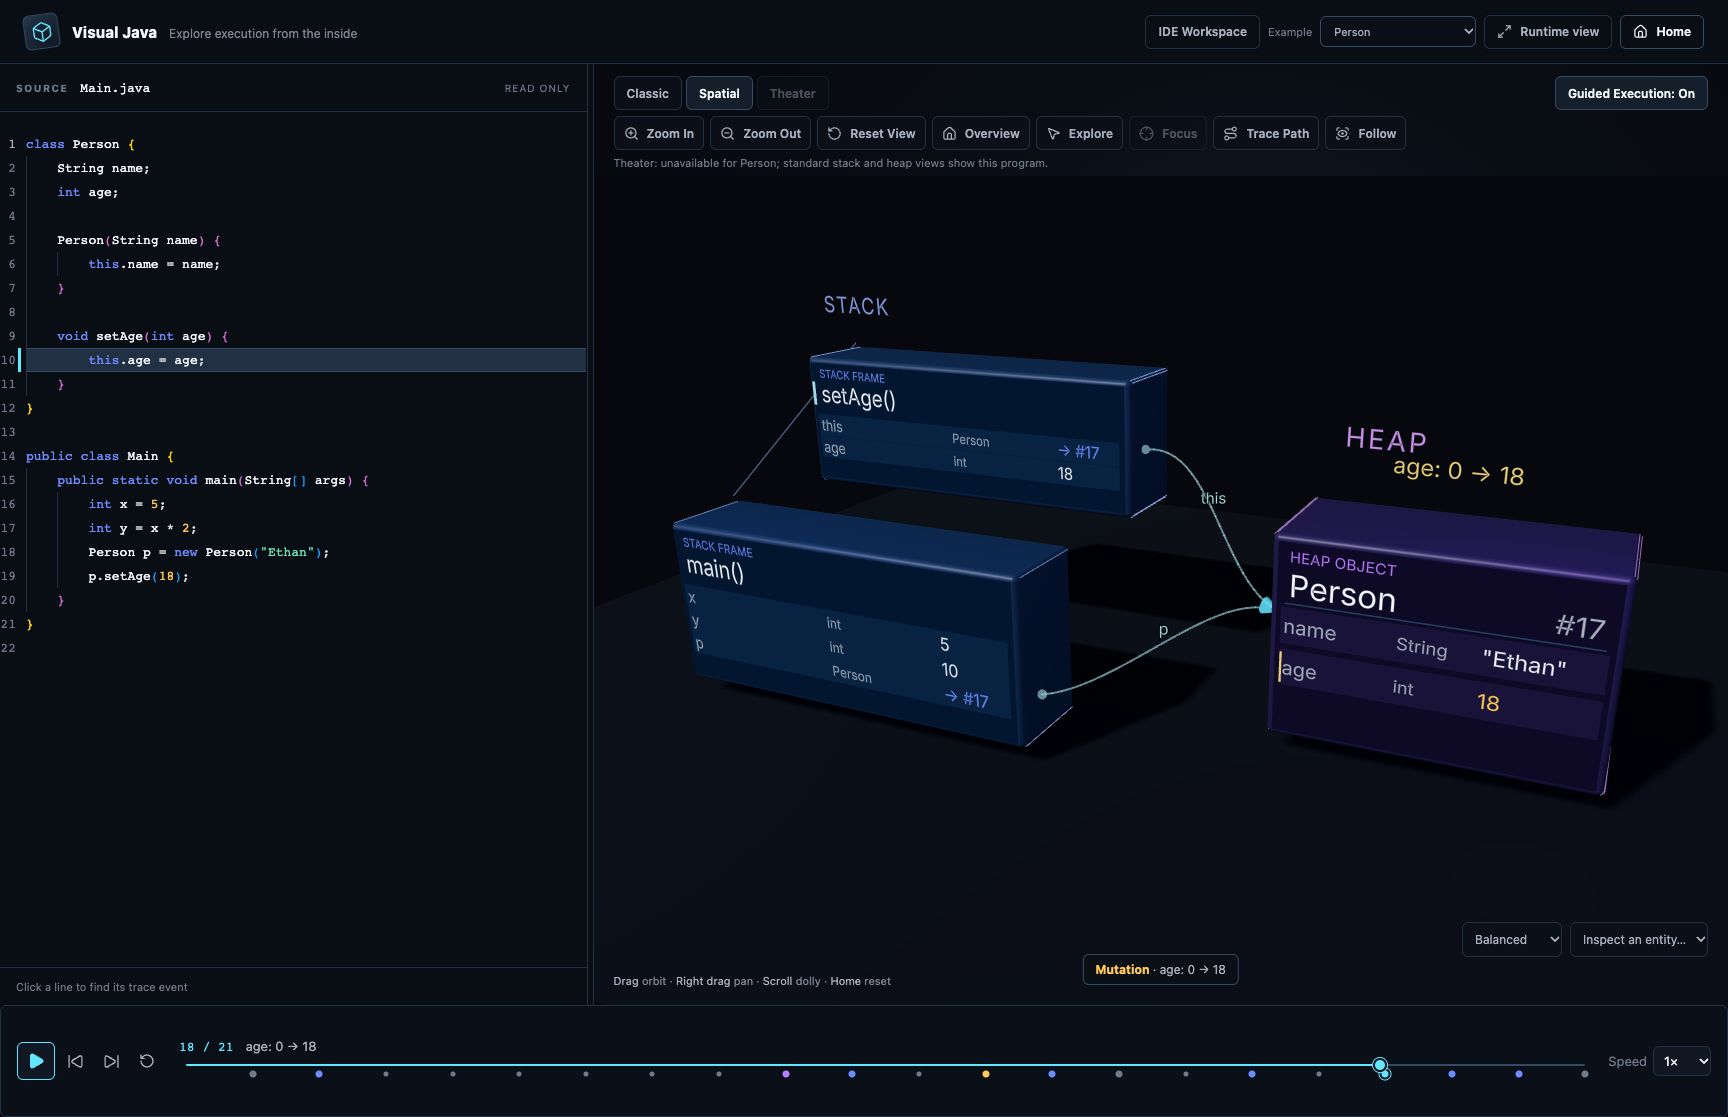 Visual Java Explore execution from the inside
IDE Workspace Example Person Runtime view Home
SOURCE Main.java READ ONLY
1 class Person {
2     String name;
3     int age;
4
5     Person(String name) {
6         this.name = name;
7     }
8
9     void setAge(int age) {
10         this.age = age;
11     }
12 }
13
14 public class Main {
15     public static void main(String[] args) {
16         int x = 5;
17         int y = x * 2;
18         Person p = new Person("Ethan");
19         p.setAge(18);
20     }
21 }
22
Click a line to find its trace event
Classic Spatial Theater Guided Execution: On
Zoom In Zoom Out Reset View Overview Explore Focus Trace Path Follow
Theater: unavailable for Person; standard stack and heap views show this program.
STACK
STACK FRAME
setAge()
this Person → #17
age int 18
this
STACK FRAME
main()
x int 5
y int 10
p Person → #17
p
HEAP
age: 0 → 18
HEAP OBJECT
Person
#17
name String "Ethan"
age int 18
Balanced Inspect an entity...
Mutation · age: 0 → 18
Drag orbit · Right drag pan · Scroll dolly · Home reset
18 / 21 age: 0 → 18
Speed 1×